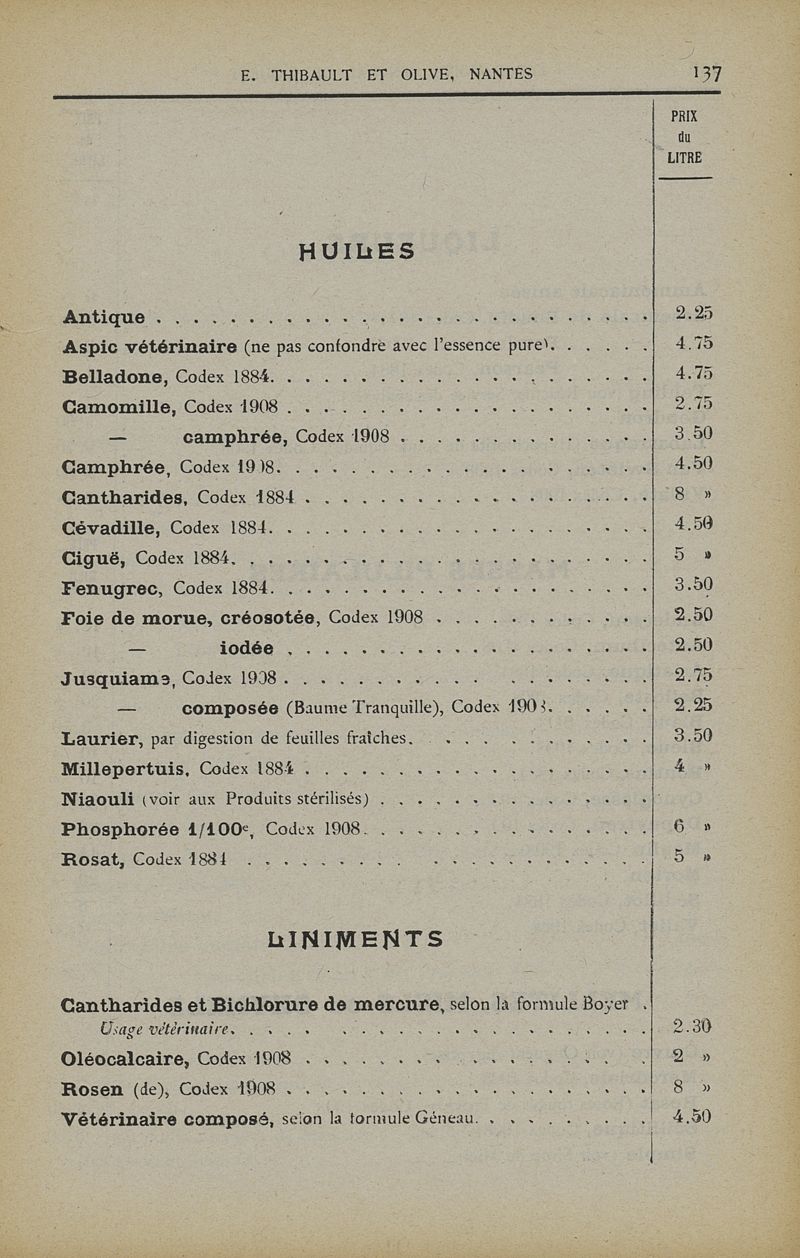 E. THIBAULT ET OLIVE, NANTES 137
PRIX
du
LITRE
HUILES
Antique . . . . . . . . . . . . . . . . . . . . . . . . . . . 2.25
Aspic vétérinaire (ne pas confondre avec l'essence pure). . . . . . 4.75
Belladone, Codex 1884. . . . . . . . . . . . . . . . . . . . . 4.75
Camomille, Codex 1908 . . . . . . . . . . . . . . . . . . . . 2.75
— camphrée, Codex 1908 . . . . . . . . . . . . . . 3.50
Camphrée, Codex 1908. . . . . . . . . . . . . . . . . . . . . 4.50
Cantharides, Codex 1884 . . . . . . . . . . . . . . . . . . . 8 »
Cévadille, Codex 1884. . . . . . . . . . . . . . . . . . . . . 4.50
Ciguë, Codex 1884. . . . . . . . . . . . . . . . . . . . . . . 5 »
Fenugrec, Codex 1884. . . . . . . . . . . . . . . . . . . . . 3.50
Foie de morue, créosotée, Codex 1908 . . . . . . . . . . . . 2.50
— iodée . . . . . . . . . . . . . . . . . . . . 2.50
Jusquiame, Codex 1908 . . . . . . . . . . . . . . . . . . . . 2.75
— composée (Baume Tranquille), Codex 1908. . . . . . 2.25
Laurier, par digestion de feuilles fraîches. . . . . . . . . . . . . 3.50
Millepertuis, Codex 1884 . . . . . . . . . . . . . . . . . . . 4 »
Niaouli (voir aux Produits stérilisés) . . . . . . . . . . . . . . .
Phosphorée 1/100e, Codex 1908. . . . . . . . . . . . . . . . 6 »
Rosat, Codex 1884 . . . . . . . . . . . . . . . . . . . . . . 5 »
LINIMENTS
Cantharides et Bichlorure de mercure, selon la formule Boyer .
Usage vétérinaire. . . . . . . . . . . . . . . . . . . . . . 2.30
Oléocalcaire, Codex 1908 . . . . . . . . . . . . . . . . . . 2 »
Rosen (de), Codex 1908 . . . . . . . . . . . . . . . . . . . . 8 »
Vétérinaire composé, selon la formule Géneau. . . . . . . . . . 4.50